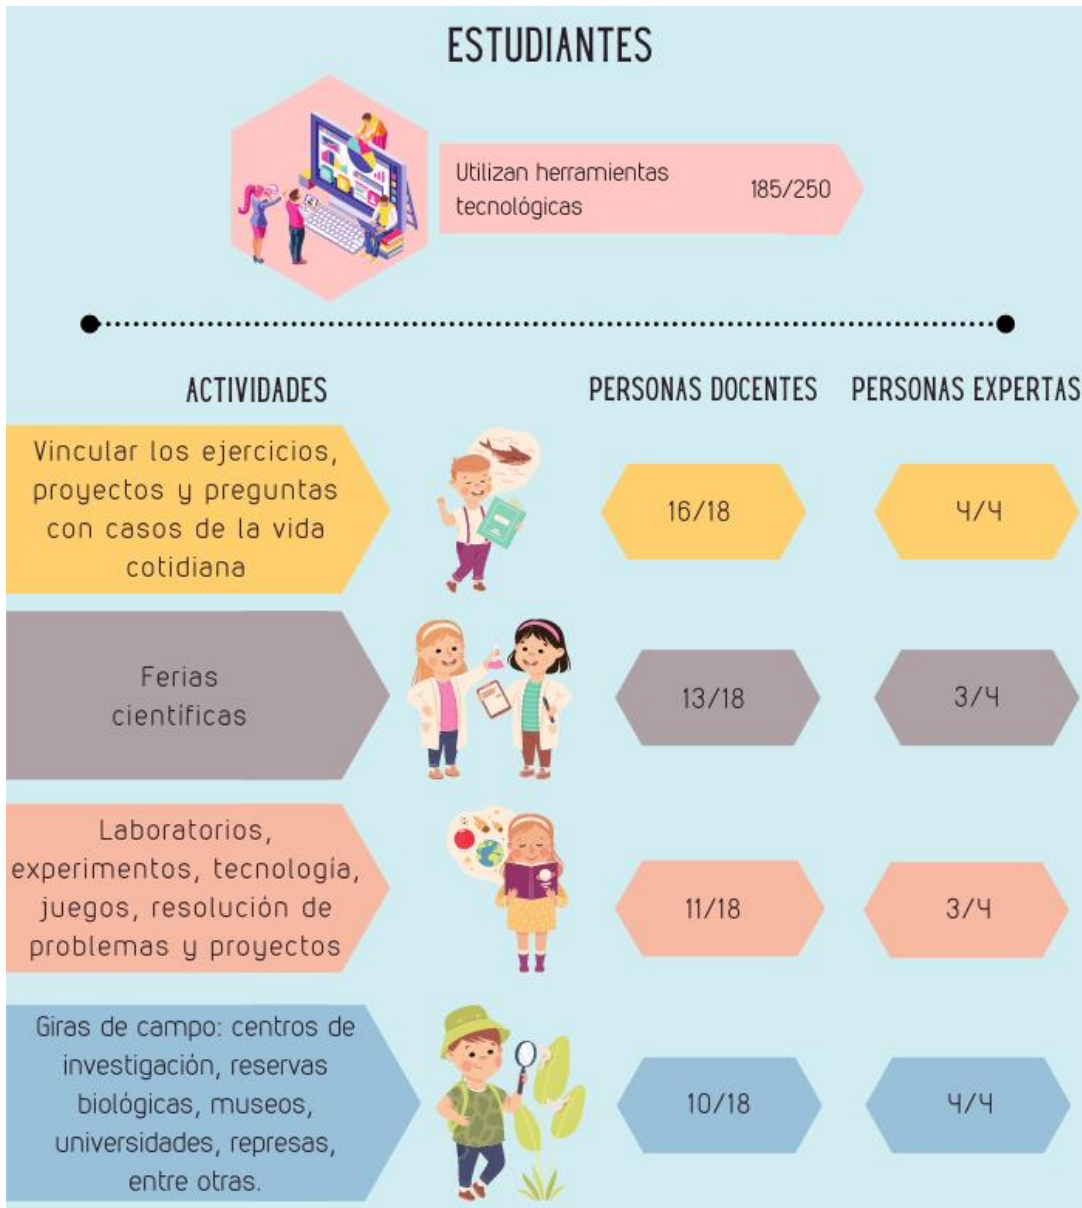 ESTUDIANTES
Utilizan herramientas
tecnológicas
185/250
ACTIVIDADES
PERSONAS DOCENTES
PERSONAS EXPERTAS
Vincular los ejercicios,
proyectos y preguntas
con casos de la vida
cotidiana
16/18
4/4
Ferias
científicas
13/18
3/4
Laboratorios,
experimentos, tecnología,
juegos, resolución de
problemas y proyectos
11/18
3/4
Giras de campo: centros de
investigación, reservas
biológicas, museos,
universidades, represas,
entre otras.
10/18
4/4